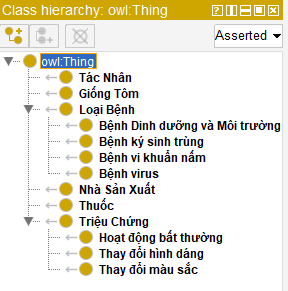 Class hierarchy: owl:Thing
Asserted
owl:Thing
Tác Nhân
Giống Tôm
Loại Bệnh
Bệnh Dinh dưỡng và Môi trường
Bệnh ký sinh trùng
Bệnh vi khuẩn nấm
Bệnh virus
Nhà Sản Xuất
Thuốc
Triệu Chứng
Hoạt động bất thường
Thay đổi hình dáng
Thay đổi màu sắc